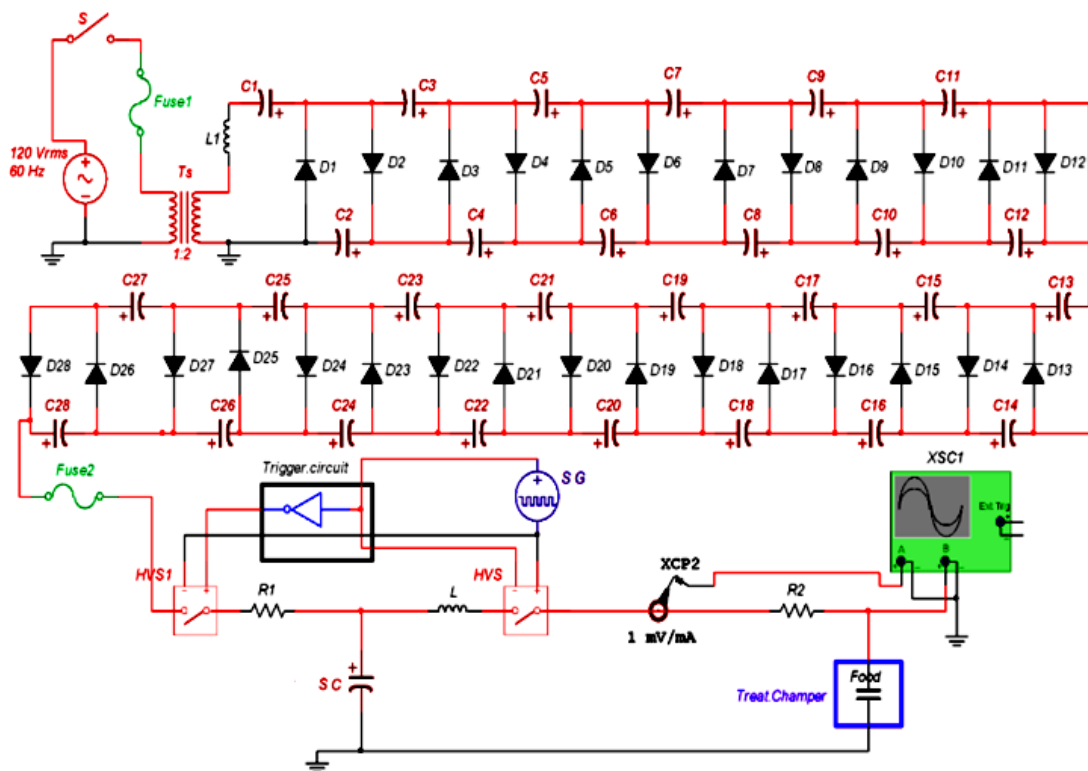 S
Fuse1
120 Vrms
60 Hz
Ts
1:2
L1
C1
C3
C5
C7
C9
C11
D1
D2
D3
D4
D5
D6
D7
D8
D9
D10
D11
D12
C2
C4
C6
C8
C10
C12
C27
C25
C23
C21
C19
C17
C15
C13
D28
D26
D27
D25
D24
D23
D22
D21
D20
D19
D18
D17
D16
D15
D14
D13
C28
C26
C24
C22
C20
C18
C16
C14
Fuse2
Trigger.circuit
S G
XSC1
Ext Trig
A
B
HVS1
R1
L
HVS
XCP2
1 mV/mA
R2
S C
Food
Treat.Champer